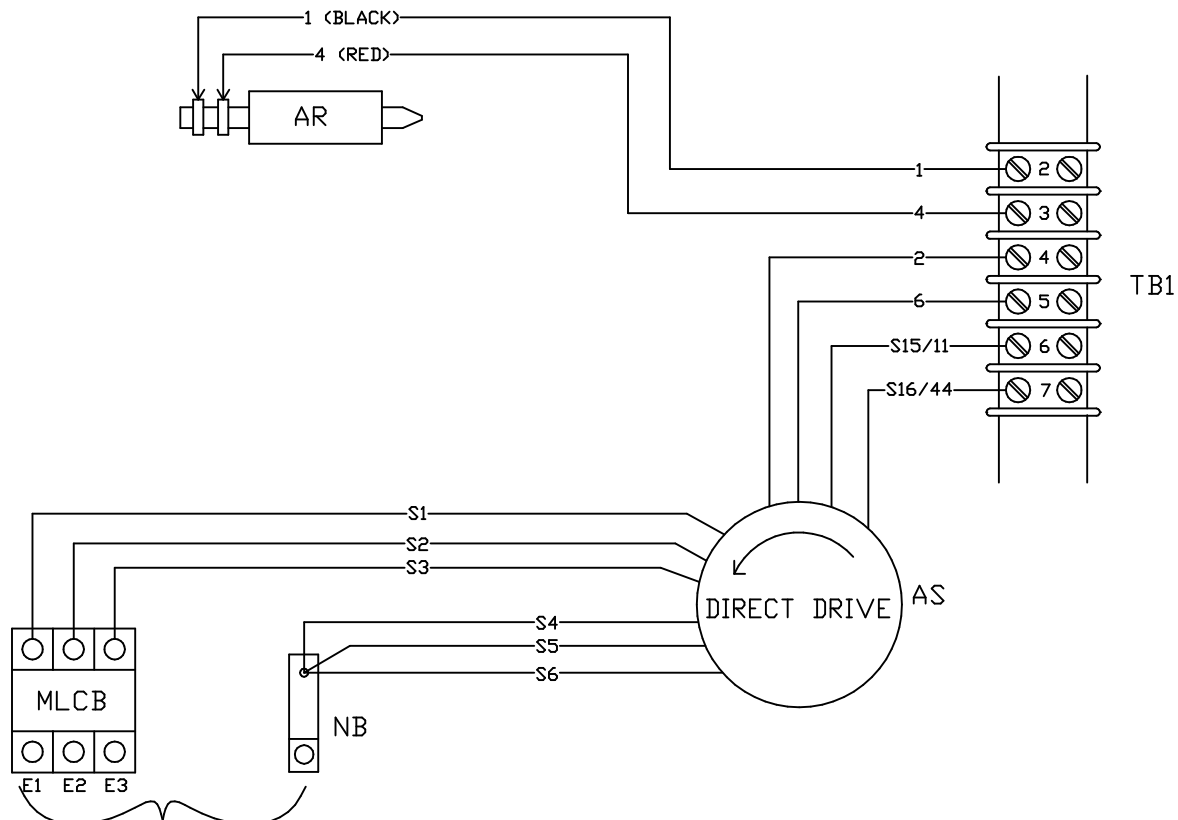 1 (BLACK)
4 (RED)
AR
1
2
4
3
2
4
TB1
6
5
S15/11
6
S16/44
7
S1
S2
S3
AS
DIRECT DRIVE
S4
S5
S6
MLCB
NB
E1 E2 E3